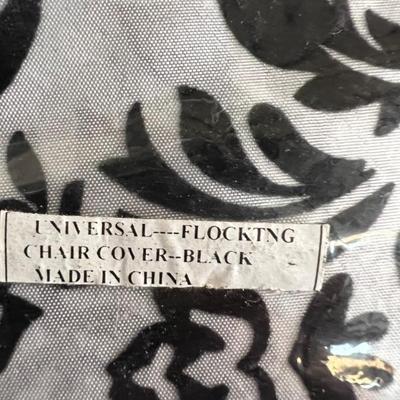 UNIVERSAL----FLOCKTNG
CHAIR COVER--BLACK
MADE IN CHINA